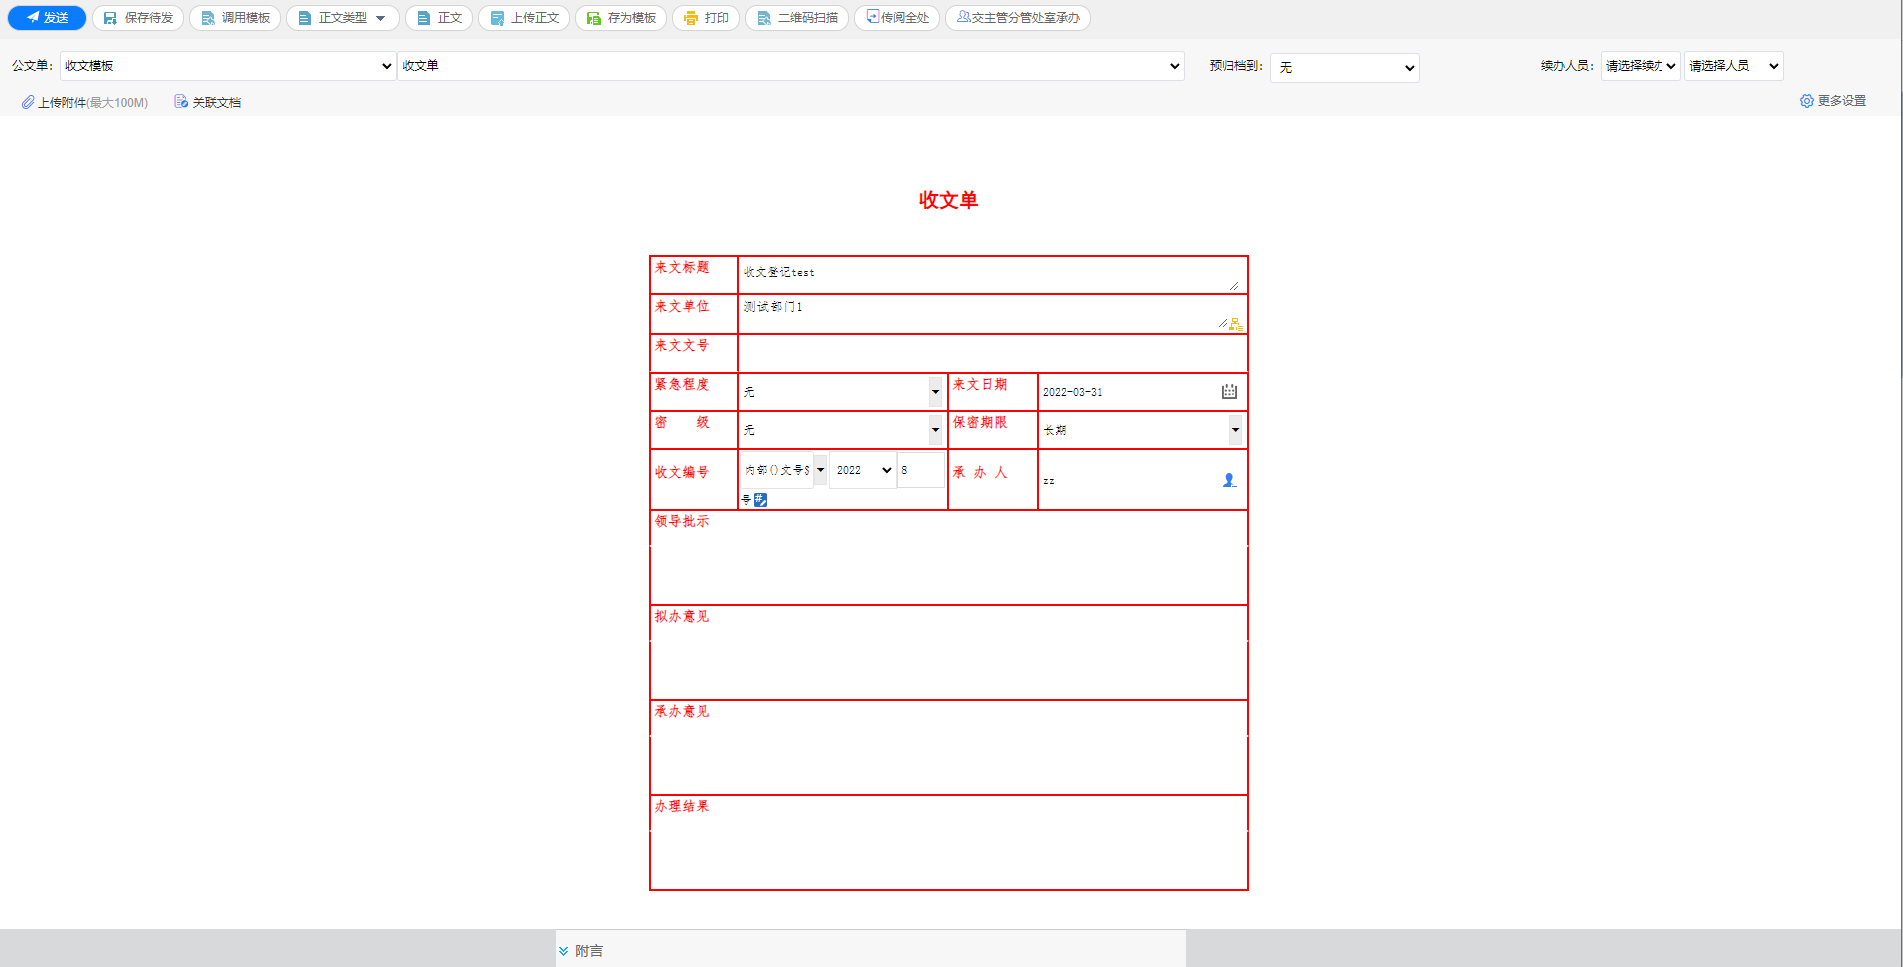 发送 保存待发 调用模板 正文类型 正文 上传正文 存为模板 打印 二维码扫描 传阅全处 交主管分管处室承办
公文单： 收文模板 收文单 预归档到： 无 续办人员： 请选择续办 请选择人员
上传附件(最大100M) 关联文档 更多设置
收文单
来文标题 收文登记test
来文单位 测试部门1
来文文号
紧急程度 无 来文日期 2022-03-31
密 级 无 保密期限 长期
收文编号 内部()文号$ 2022 8 承 办 人 zz
号
领导批示
拟办意见
承办意见
办理结果
附言